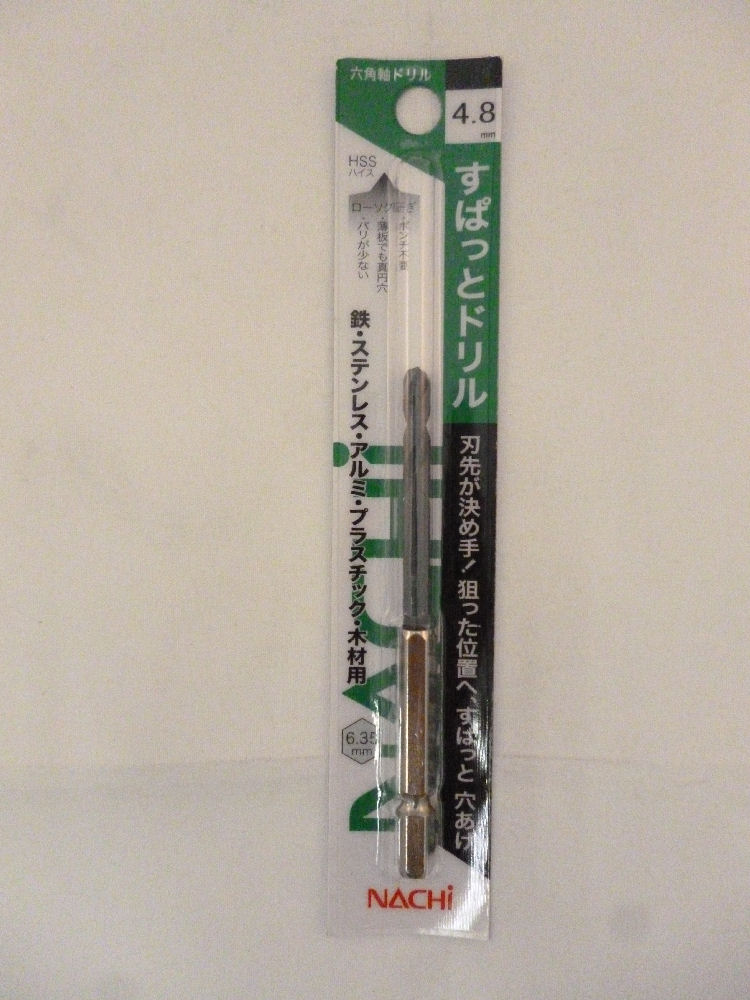 六角軸ドリル
4.8
mm
HSS
ハイス
ローソク研ぎ
・ポンチ不要
・薄板でも真円穴
・バリが少ない
すぱっとドリル
刃先が決め手!狙った位置へ、すぱっと 穴あけ
鉄・ステンレス・アルミ・プラスチック・木材用
NACHi
6.35
mm
NACHi